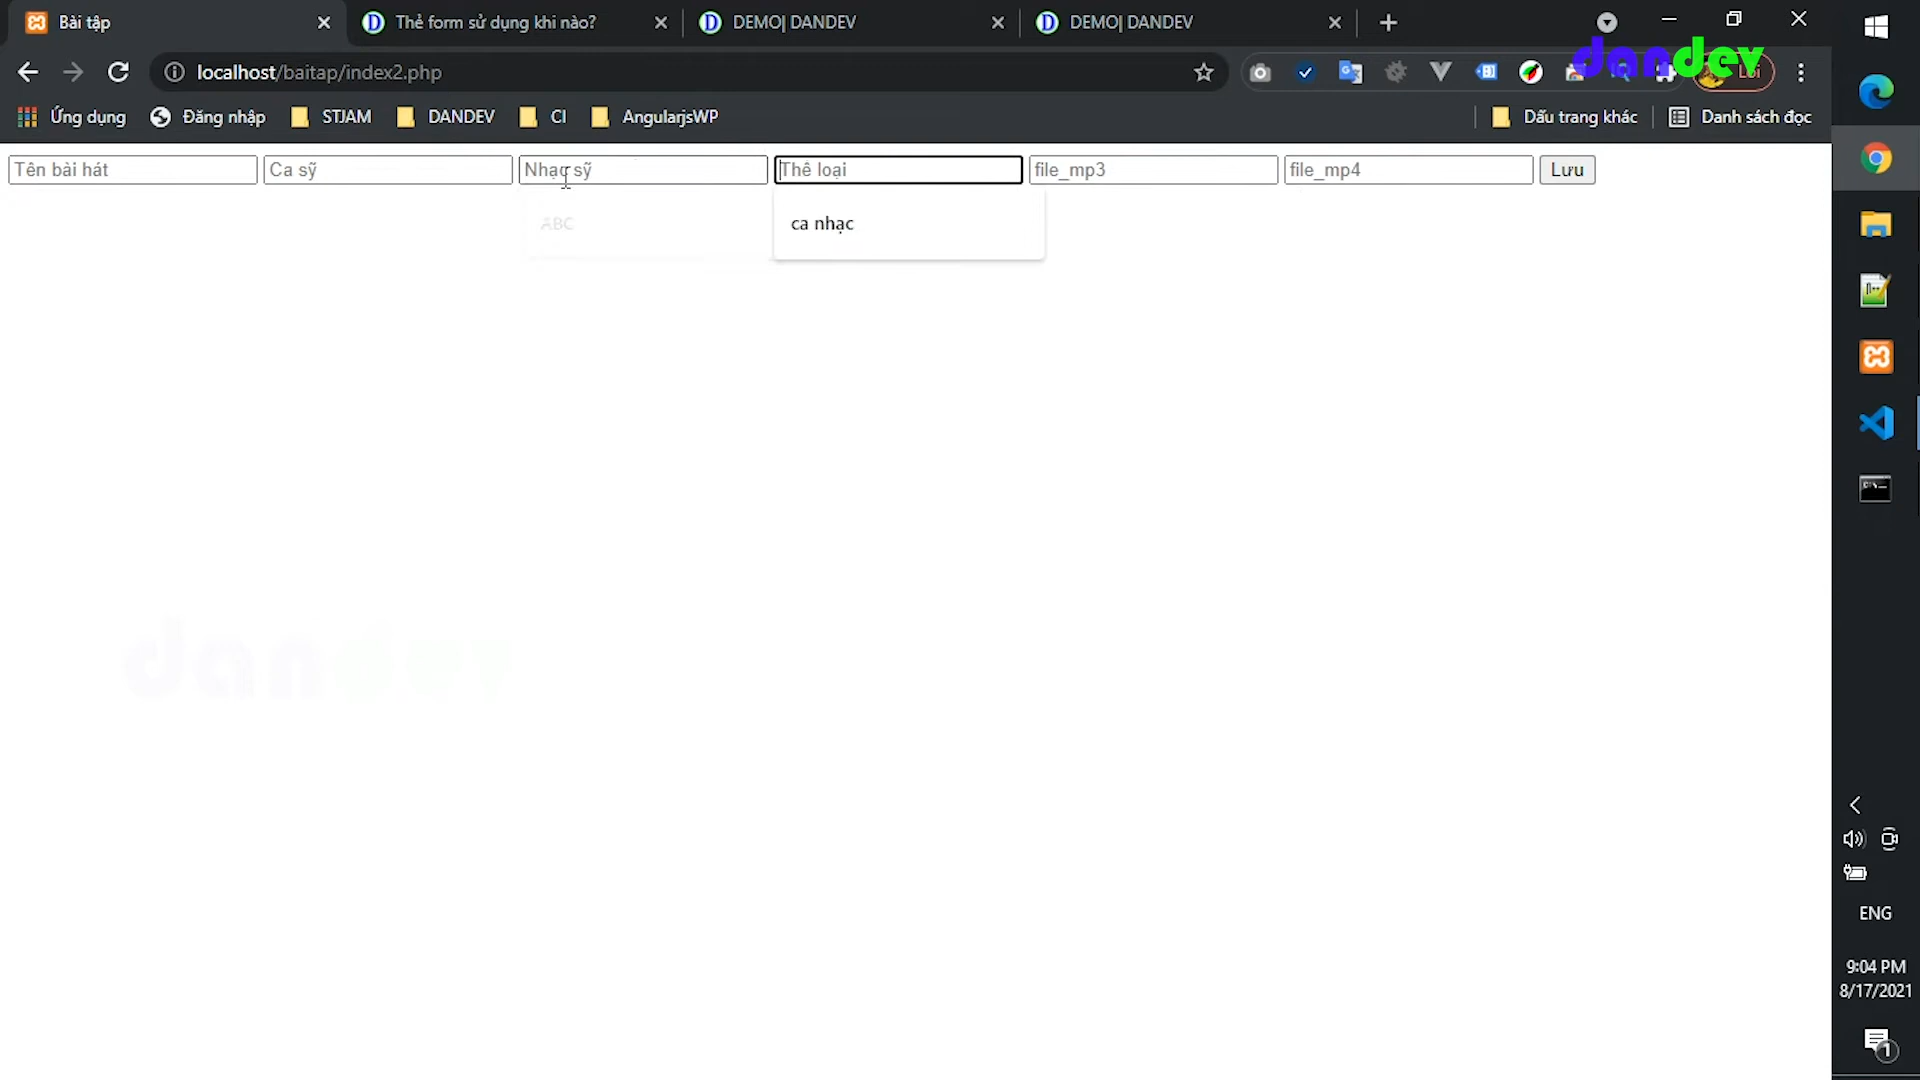 Bài tập
Thẻ form sử dụng khi nào?
DEMO| DANDEV
DEMO| DANDEV
localhost/baitap/index2.php
dandev
Ứng dụng
Đăng nhập
STJAM
DANDEV
CI
AngularjsWP
Dấu trang khác
Danh sách đọc
Tên bài hát
Ca sỹ
Nhạc sỹ
Thể loại
file_mp3
file_mp4
Lưu
ABC
ca nhạc
ENG
9:04 PM
8/17/2021
1